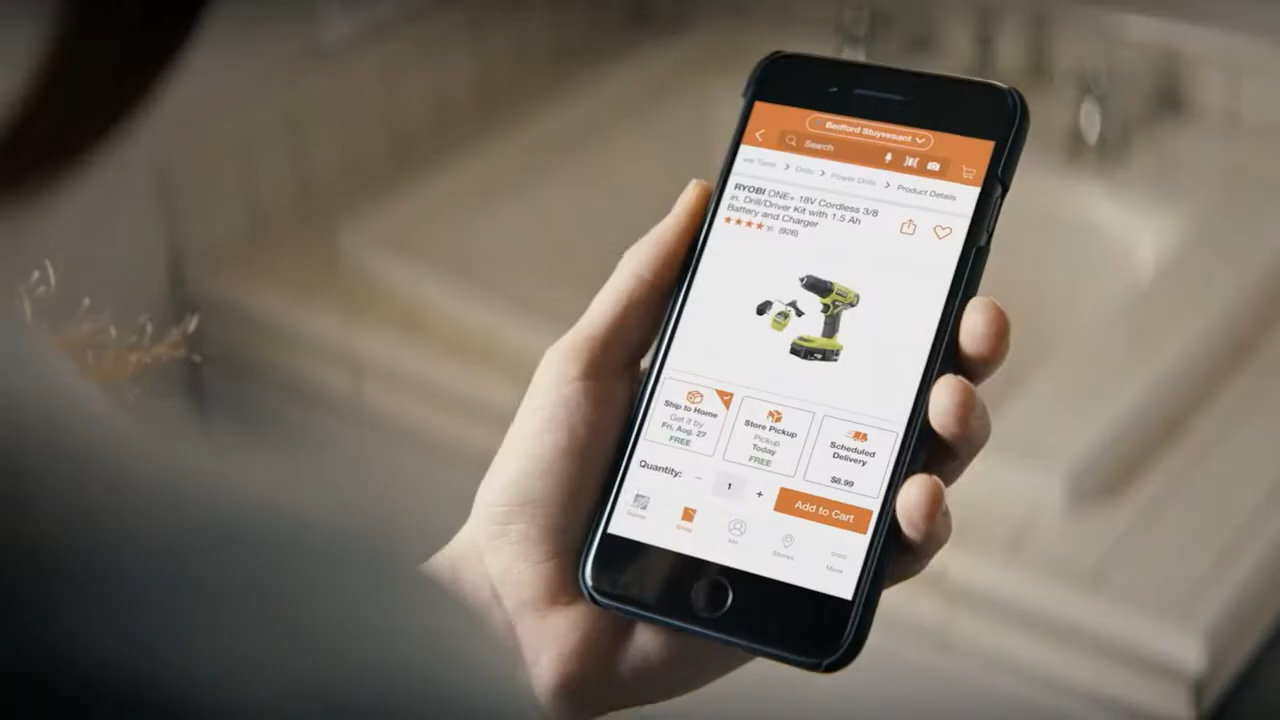 Bedford Stuyvesant
Search
Tools > Drills > Power Drills > Product Details
RYOBI ONE+ 18V Cordless 3/8
in. Drill/Driver Kit with 1.5 Ah
Battery and Charger
(926)
Ship to Home
Get it by
Fri, Aug, 27
FREE
Store Pickup
Pickup
Today
FREE
Scheduled
Delivery
$8.99
Quantity:
− 1 +
Add to Cart
Home
Shop
Me
Stores
More